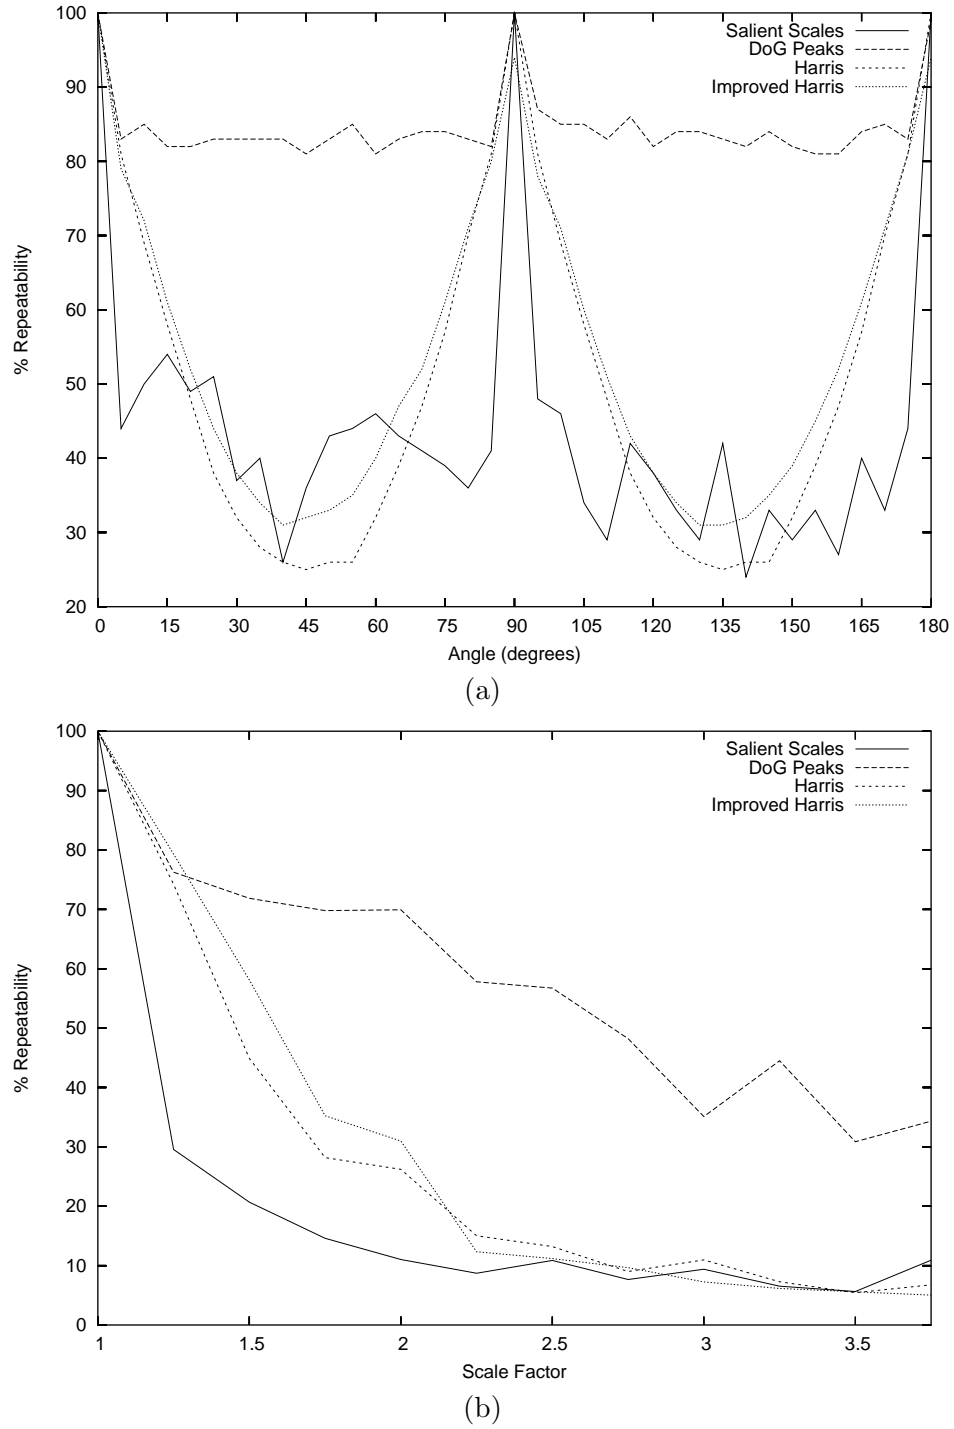 100
90
80
70
60
50
40
30
20
% Repeatability
Salient Scales
DoG Peaks
Harris
Improved Harris
0 15 30 45 60 75 90 105 120 135 150 165 180
Angle (degrees)
(a)
100
90
80
70
60
50
40
30
20
10
0
% Repeatability
Salient Scales
DoG Peaks
Harris
Improved Harris
1 1.5 2 2.5 3 3.5
Scale Factor
(b)